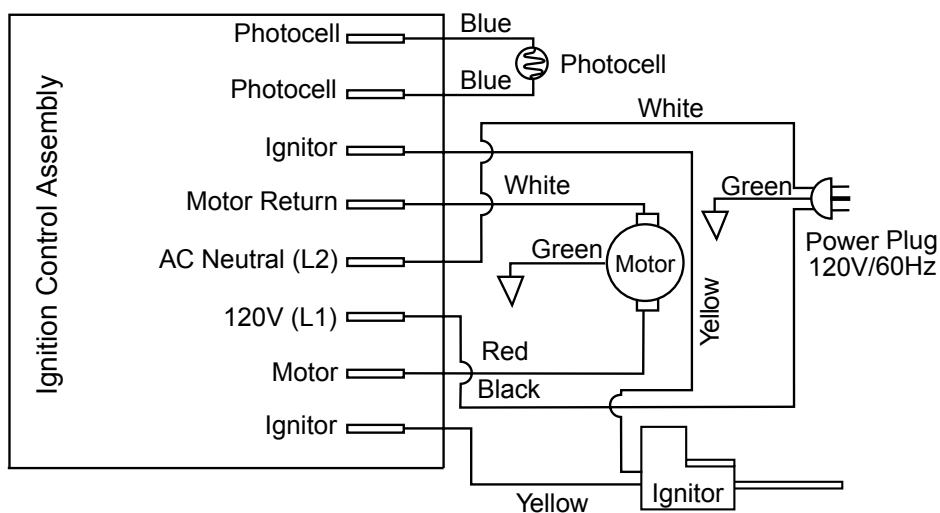 Ignition Control Assembly
Photocell
Photocell
Ignitor
Motor Return
AC Neutral (L2)
120V (L1)
Motor
Ignitor
Blue
Blue
Photocell
White
White
Green
Motor
Green
Power Plug
120V/60Hz
Yellow
Red
Black
Yellow
Ignitor